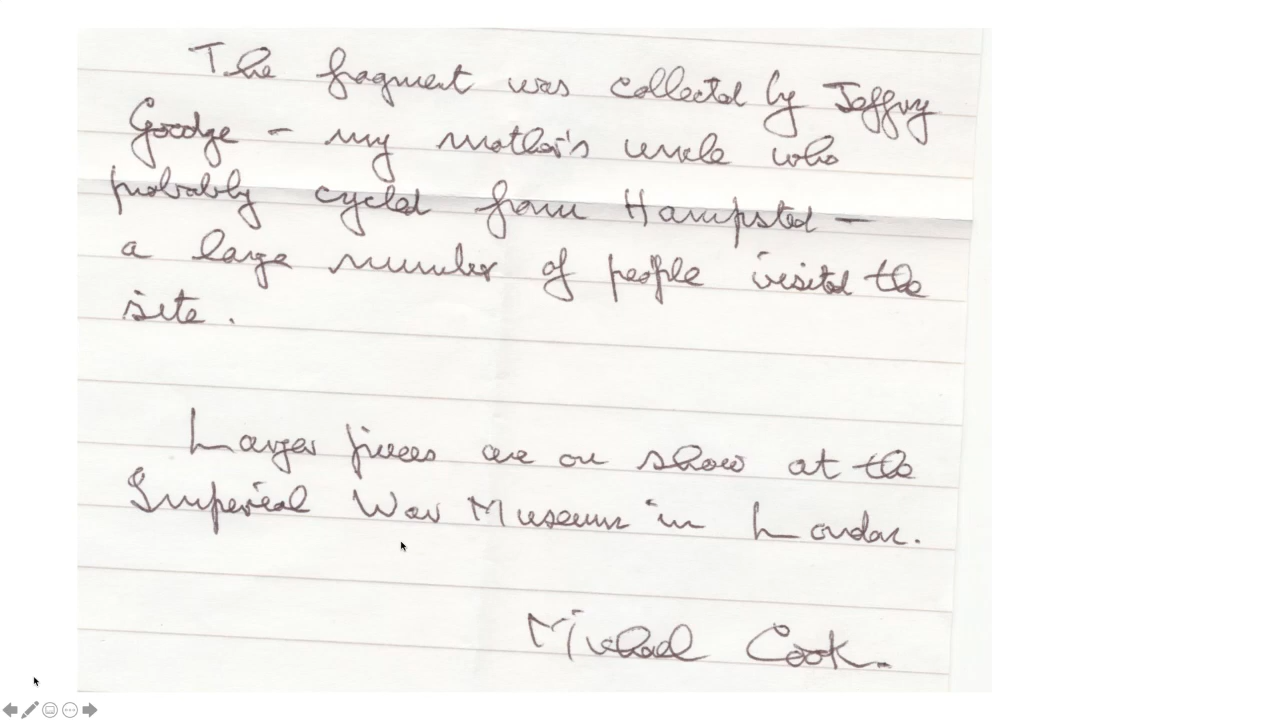 The fragment was collected by Jeffry
Goodge – my mother's uncle who
probably cycled from Hampsted –
a large number of people visited the
site.
Larger pieces are on show at the
Imperial War Museum in London.
Michael Cook.